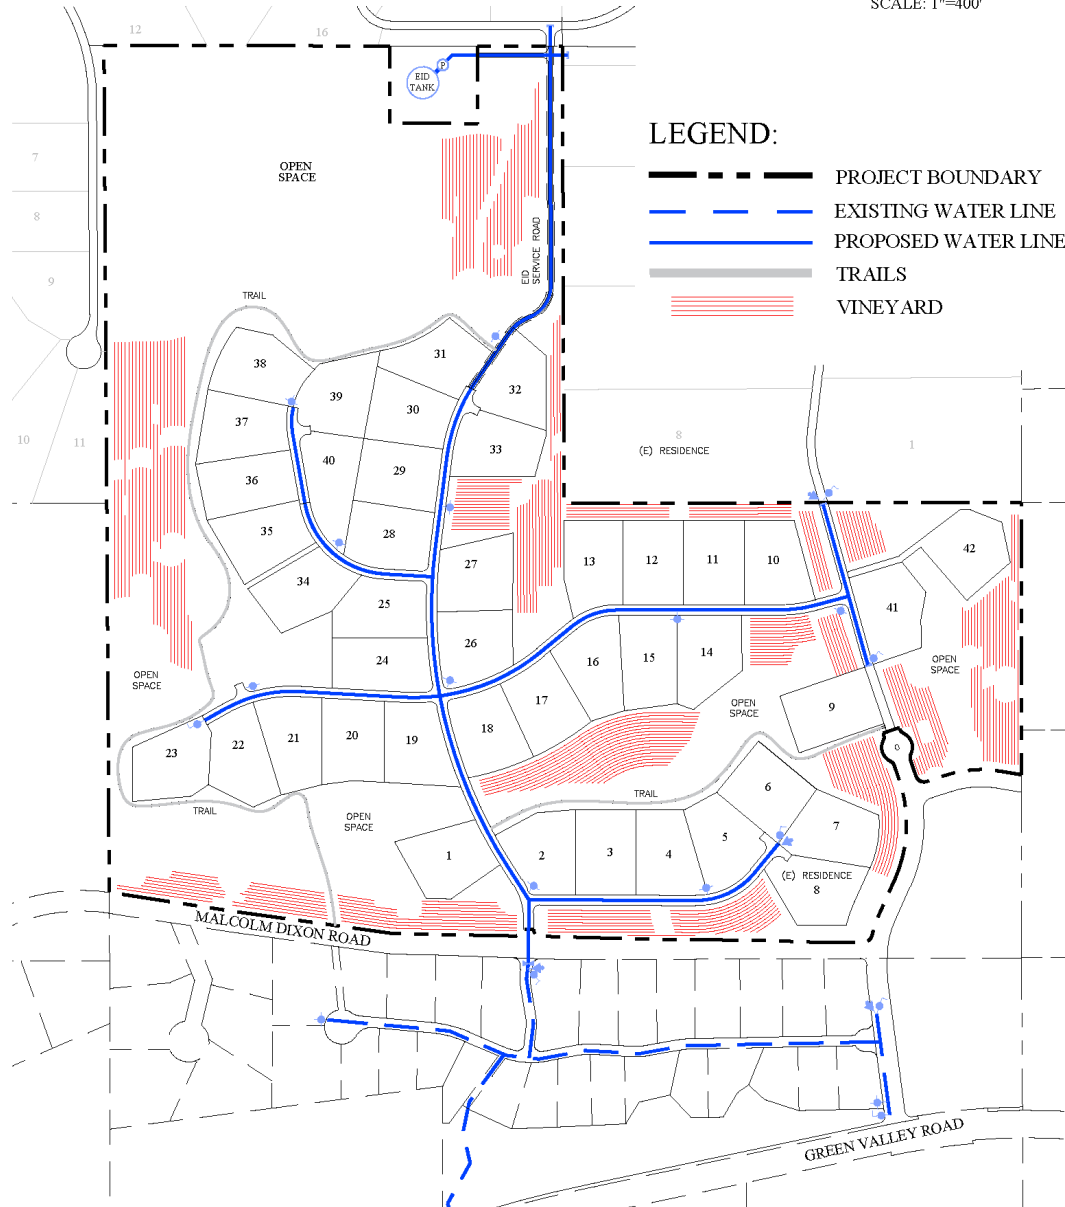 SCALE: 1"=400'
12
16
P
EID
TANK
LEGEND:
PROJECT BOUNDARY
EXISTING WATER LINE
PROPOSED WATER LINE
TRAILS
VINEYARD
7
8
9
10
11
OPEN
SPACE
EID
SERVICE ROAD
TRAIL
38
39
31
32
37
30
33
40
29
36
35
28
34
27
25
26
24
8
(E) RESIDENCE
1
13
12
11
10
42
41
16
15
14
17
18
9
OPEN
SPACE
OPEN
SPACE
OPEN
SPACE
23
22
21
20
19
TRAIL
OPEN
SPACE
TRAIL
6
7
5
1
2
3
4
(E) RESIDENCE
8
MALCOLM DIXON ROAD
GREEN VALLEY ROAD